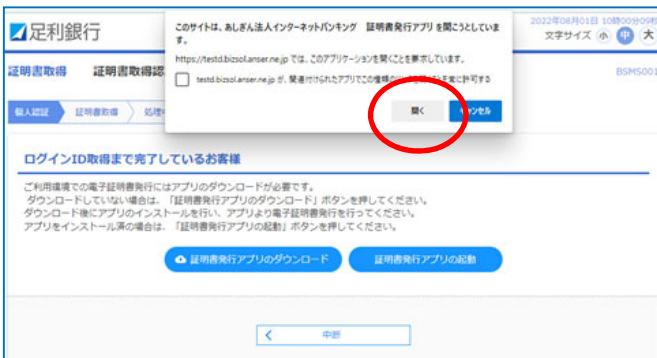 足利銀行
2022年08月01日 10時00分09秒
文字サイズ 小 中 大
このサイトは、あしぎん法人インターネットバンキング 証明書発行アプリ を開こうとしています。
https://testd.bizsol.anser.ne.jp では、このアプリケーションを開くことを要求しています。
testd.bizsol.anser.ne.jp が、関連付けられたアプリでこの種類の
を常に許可する
開く
キャンセル
証明書取得 証明書取得認
BSMS001
個人認証 証明書取得 処理中
ログインID取得まで完了しているお客様
ご利用環境での電子証明書発行にはアプリのダウンロードが必要です。
ダウンロードしていない場合は、「証明書発行アプリのダウンロード」ボタンを押してください。
ダウンロード後にアプリのインストールを行い、アプリより電子証明書発行を行ってください。
アプリをインストール済の場合は、「証明書発行アプリの起動」ボタンを押してください。
証明書発行アプリのダウンロード 証明書発行アプリの起動
中断